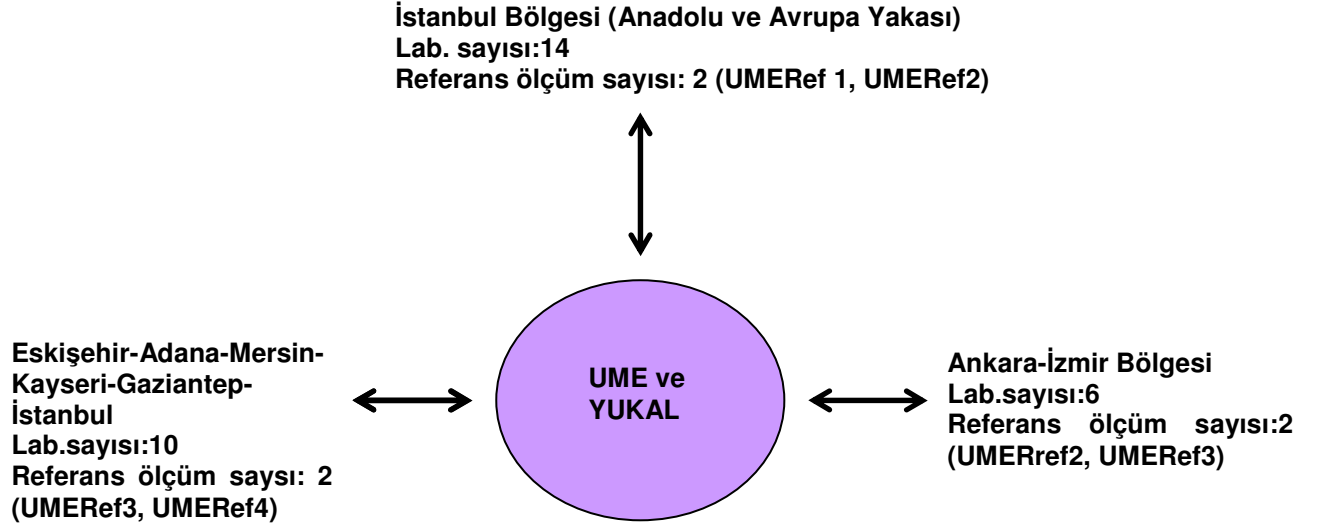 İstanbul Bölgesi (Anadolu ve Avrupa Yakası)
Lab. sayısı:14
Referans ölçüm sayısı: 2 (UMERef 1, UMERef2)
Eskişehir-Adana-Mersin-
Kayseri-Gaziantep-
İstanbul
Lab.sayısı:10
Referans ölçüm saysı: 2
(UMERef3, UMERef4)
UME ve
YUKAL
Ankara-İzmir Bölgesi
Lab.sayısı:6
Referans ölçüm sayısı:2
(UMERref2, UMERef3)